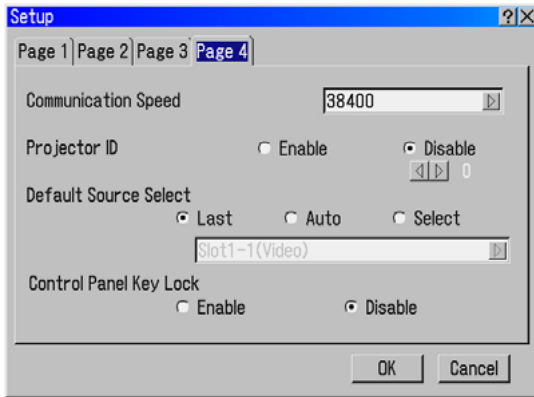 Setup ? X
Page 1 Page 2 Page 3 Page 4
Communication Speed 38400
Projector ID Enable Disable
0
Default Source Select
Last Auto Select
Slot1-1(Video)
Control Panel Key Lock
Enable Disable
OK Cancel